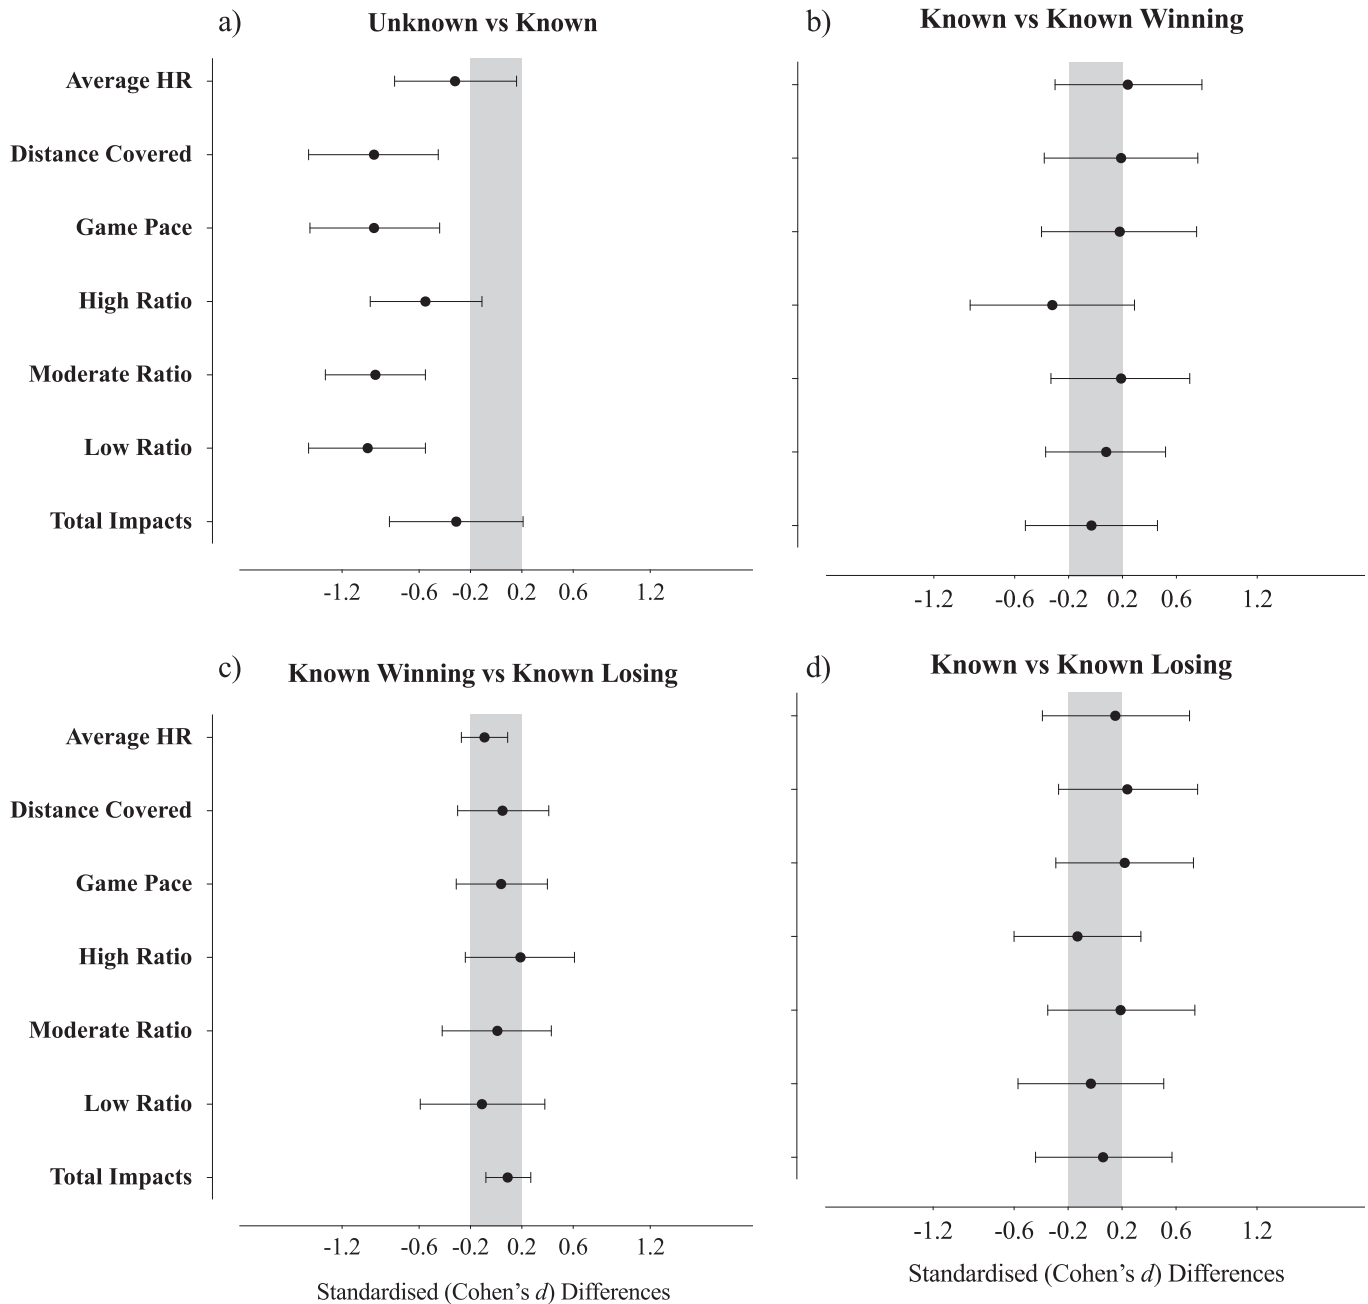 a)
Unknown vs Known
Average HR
Distance Covered
Game Pace
High Ratio
Moderate Ratio
Low Ratio
Total Impacts
-1.2 -0.6 -0.2 0.2 0.6 1.2
b)
Known vs Known Winning
-1.2 -0.6 -0.2 0.2 0.6 1.2
c)
Known Winning vs Known Losing
Average HR
Distance Covered
Game Pace
High Ratio
Moderate Ratio
Low Ratio
Total Impacts
-1.2 -0.6 -0.2 0.2 0.6 1.2
Standardised (Cohen’s d) Differences
d)
Known vs Known Losing
-1.2 -0.6 -0.2 0.2 0.6 1.2
Standardised (Cohen’s d) Differences